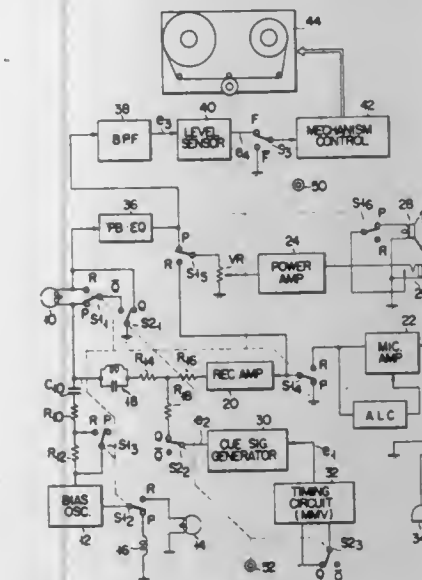 44
38
40
42
BPF
e3
LEVEL
SENSOR
e4
F
S3
F̅
MECHANISM
CONTROL
50
36
PB EQ
S16
P
R
28
P
R
S15
VR
24
POWER
AMP
10
R
P
S11
Q̅
Q
S21
R14
R16
REC AMP
20
S14
R
P
22
MIC.
AMP
A L C
C10
18
R18
R10
R P
S13
R12
Q
Q̅
S22
e2
30
CUE SIG.
GENERATOR
e1
32
TIMING
CIRCUIT
(MMV)
BIAS
OSC.
12
S12
R
P
14
16
52
S23
Q Q̅
34